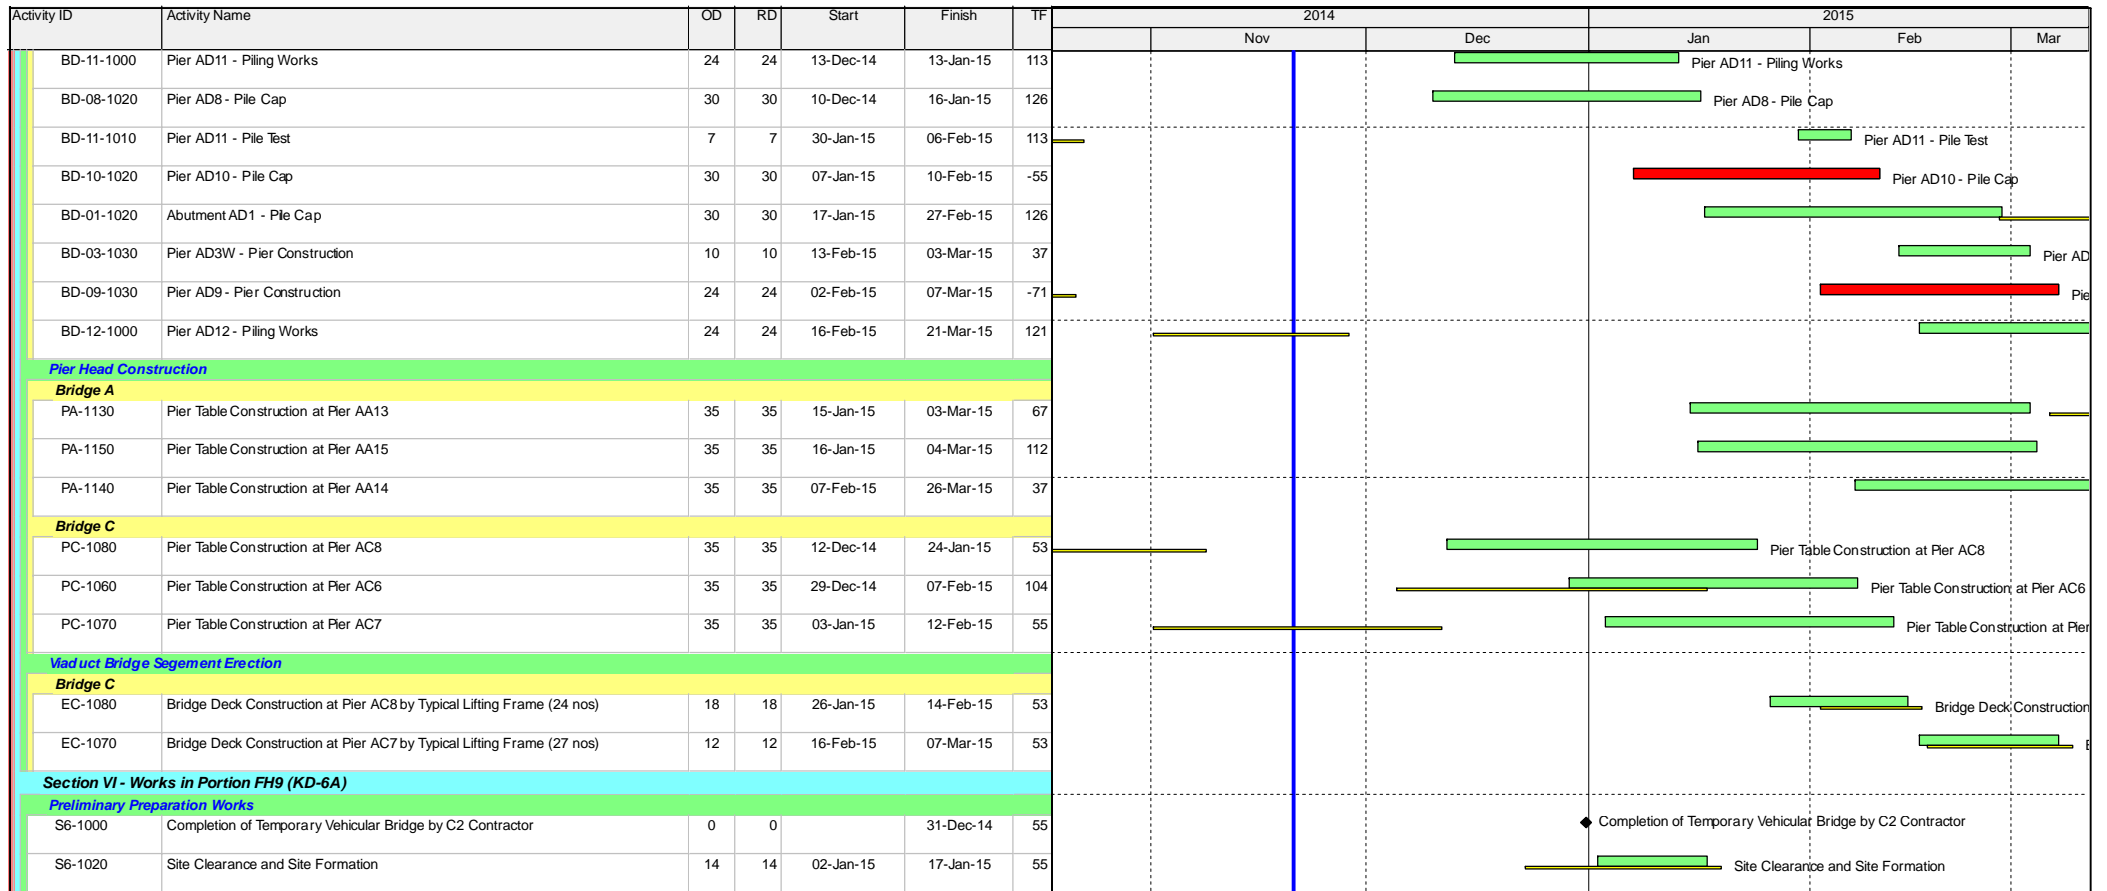 Activity ID Activity Name OD RD Start Finish TF 2014 2015
Nov Dec Jan Feb Mar
BD-11-1000 Pier AD11 - Piling Works 24 24 13-Dec-14 13-Jan-15 113 Pier AD11 - Piling Works
BD-08-1020 Pier AD8 - Pile Cap 30 30 10-Dec-14 16-Jan-15 126 Pier AD8 - Pile Cap
BD-11-1010 Pier AD11 - Pile Test 7 7 30-Jan-15 06-Feb-15 113 Pier AD11 - Pile Test
BD-10-1020 Pier AD10 - Pile Cap 30 30 07-Jan-15 10-Feb-15 -55 Pier AD10 - Pile Cap
BD-01-1020 Abutment AD1 - Pile Cap 30 30 17-Jan-15 27-Feb-15 126
BD-03-1030 Pier AD3W - Pier Construction 10 10 13-Feb-15 03-Mar-15 37 Pier AD
BD-09-1030 Pier AD9 - Pier Construction 24 24 02-Feb-15 07-Mar-15 -71 Pie
BD-12-1000 Pier AD12 - Piling Works 24 24 16-Feb-15 21-Mar-15 121
Pier Head Construction
Bridge A
PA-1130 Pier Table Construction at Pier AA13 35 35 15-Jan-15 03-Mar-15 67
PA-1150 Pier Table Construction at Pier AA15 35 35 16-Jan-15 04-Mar-15 112
PA-1140 Pier Table Construction at Pier AA14 35 35 07-Feb-15 26-Mar-15 37
Bridge C
PC-1080 Pier Table Construction at Pier AC8 35 35 12-Dec-14 24-Jan-15 53 Pier Table Construction at Pier AC8
PC-1060 Pier Table Construction at Pier AC6 35 35 29-Dec-14 07-Feb-15 104 Pier Table Construction at Pier AC6
PC-1070 Pier Table Construction at Pier AC7 35 35 03-Jan-15 12-Feb-15 55 Pier Table Construction at Pier
Viaduct Bridge Segement Erection
Bridge C
EC-1080 Bridge Deck Construction at Pier AC8 by Typical Lifting Frame (24 nos) 18 18 26-Jan-15 14-Feb-15 53 Bridge Deck Construction
EC-1070 Bridge Deck Construction at Pier AC7 by Typical Lifting Frame (27 nos) 12 12 16-Feb-15 07-Mar-15 53
Section VI - Works in Portion FH9 (KD-6A)
Preliminary Preparation Works
S6-1000 Completion of Temporary Vehicular Bridge by C2 Contractor 0 0 31-Dec-14 55 Completion of Temporary Vehicular Bridge by C2 Contractor
S6-1020 Site Clearance and Site Formation 14 14 02-Jan-15 17-Jan-15 55 Site Clearance and Site Formation